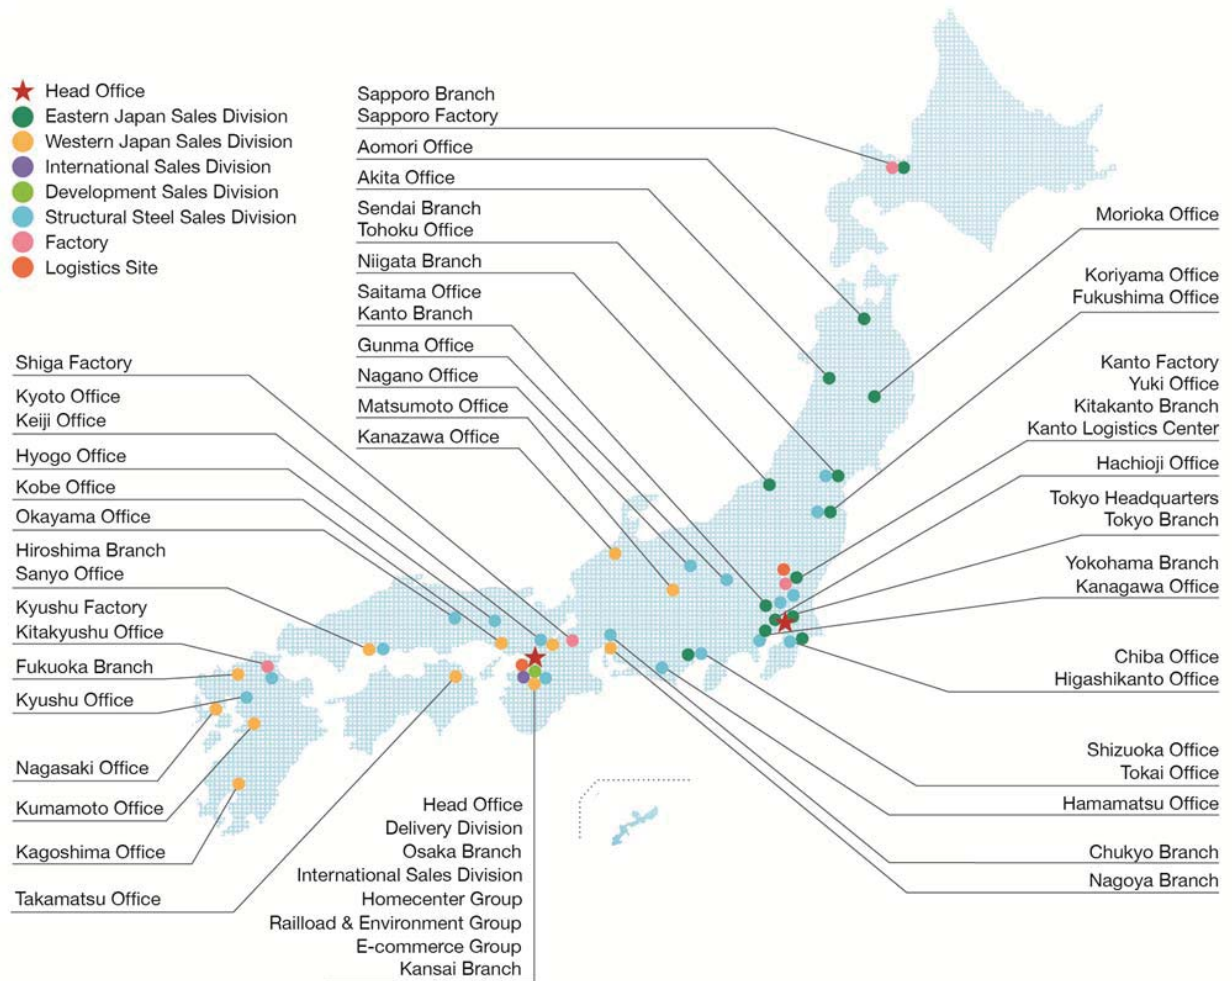 Head Office
Eastern Japan Sales Division
Western Japan Sales Division
International Sales Division
Development Sales Division
Structural Steel Sales Division
Factory
Logistics Site
Sapporo Branch
Sapporo Factory
Aomori Office
Akita Office
Sendai Branch
Tohoku Office
Niigata Branch
Saitama Office
Kanto Branch
Gunma Office
Nagano Office
Matsumoto Office
Kanazawa Office
Shiga Factory
Kyoto Office
Keiji Office
Hyogo Office
Kobe Office
Okayama Office
Hiroshima Branch
Sanyo Office
Kyushu Factory
Kitakyushu Office
Fukuoka Branch
Kyushu Office
Nagasaki Office
Kumamoto Office
Kagoshima Office
Takamatsu Office
Head Office
Delivery Division
Osaka Branch
International Sales Division
Homecenter Group
Railload & Environment Group
E-commerce Group
Kansai Branch
Morioka Office
Koriyama Office
Fukushima Office
Kanto Factory
Yuki Office
Kitakanto Branch
Kanto Logistics Center
Hachioji Office
Tokyo Headquarters
Tokyo Branch
Yokohama Branch
Kanagawa Office
Chiba Office
Higashikanto Office
Shizuoka Office
Tokai Office
Hamamatsu Office
Chukyo Branch
Nagoya Branch